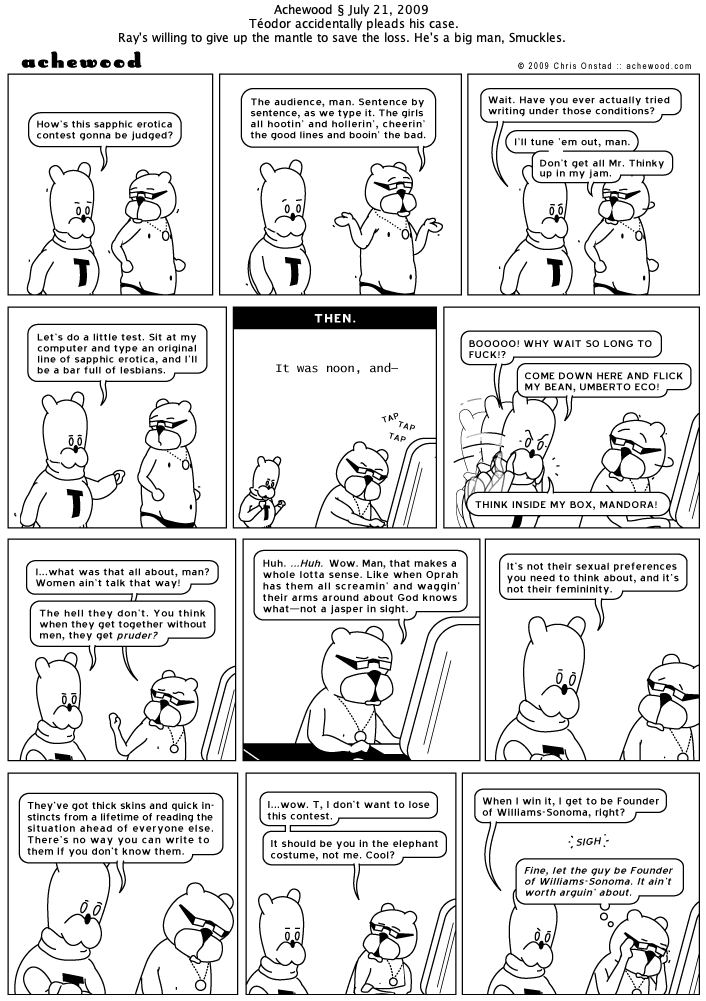 Achewood § July 21, 2009
Téodor accidentally pleads his case.
Ray's willing to give up the mantle to save the loss. He's a big man, Smuckles.
achewood
© 2009 Chris Onstad :: achewood.com
How's this sapphic erotica
contest gonna be judged?
The audience, man. Sentence by
sentence, as we type it. The girls
all hootin' and hollerin', cheerin'
the good lines and booin' the bad.
Wait. Have you ever actually tried
writing under those conditions?
I'll tune 'em out, man.
Don't get all Mr. Thinky
up in my jam.
T
T
T
Let's do a little test. Sit at my
computer and type an original
line of sapphic erotica, and I'll
be a bar full of lesbians.
T
THEN.
It was noon, and—
TAP
TAP
TAP
T
BOOOOO! WHY WAIT SO LONG TO
FUCK!?
COME DOWN HERE AND FLICK
MY BEAN, UMBERTO ECO!
THINK INSIDE MY BOX, MANDORA!
I...what was that all about, man?
Women ain't talk that way!
The hell they don't. You think
when they get together without
men, they get pruder?
Huh. ...Huh. Wow. Man, that makes a
whole lotta sense. Like when Oprah
has them all screamin' and waggin'
their arms around about God knows
what—not a jasper in sight.
It's not their sexual preferences
you need to think about, and it's
not their femininity.
They've got thick skins and quick in-
stincts from a lifetime of reading the
situation ahead of everyone else.
There's no way you can write to
them if you don't know them.
I...wow. T, I don't want to lose
this contest.
It should be you in the elephant
costume, not me. Cool?
When I win it, I get to be Founder
of Williams-Sonoma, right?
SIGH
Fine, let the guy be Founder
of Williams-Sonoma. It ain't
worth arguin' about.